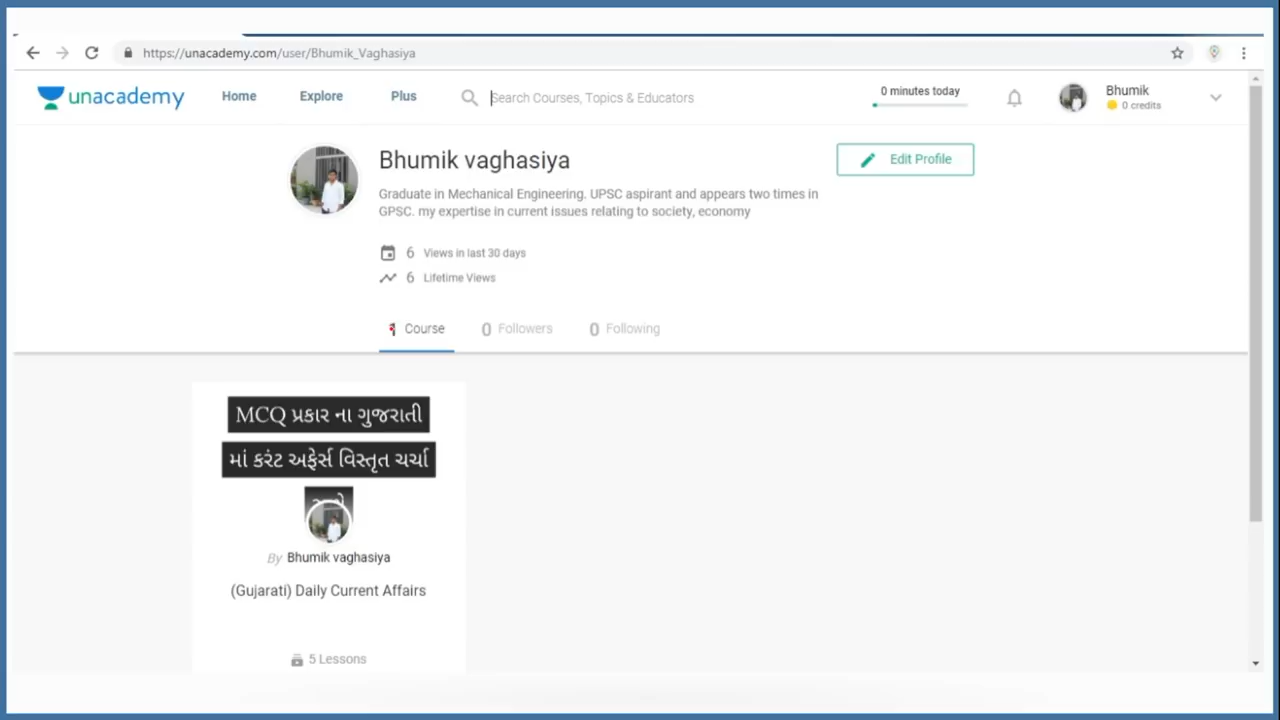 https://unacademy.com/user/Bhumik_Vaghasiya
unacademy Home Explore Plus Search Courses, Topics & Educators 0 minutes today Bhumik
0 credits
Bhumik vaghasiya
Edit Profile
Graduate in Mechanical Engineering. UPSC aspirant and appears two times in
GPSC. my expertise in current issues relating to society, economy
6 Views in last 30 days
6 Lifetime Views
Course 0 Followers 0 Following
MCQ પ્રકાર ના ગુજરાતી
માં કરંટ અફેર્સ વિસ્તૃત ચર્ચા
By Bhumik vaghasiya
(Gujarati) Daily Current Affairs
5 Lessons